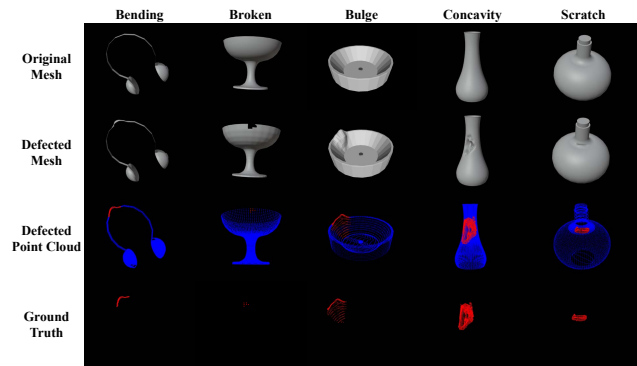 Bending Broken Bulge Concavity Scratch
Original
Mesh
Defected
Mesh
Defected
Point Cloud
Ground
Truth